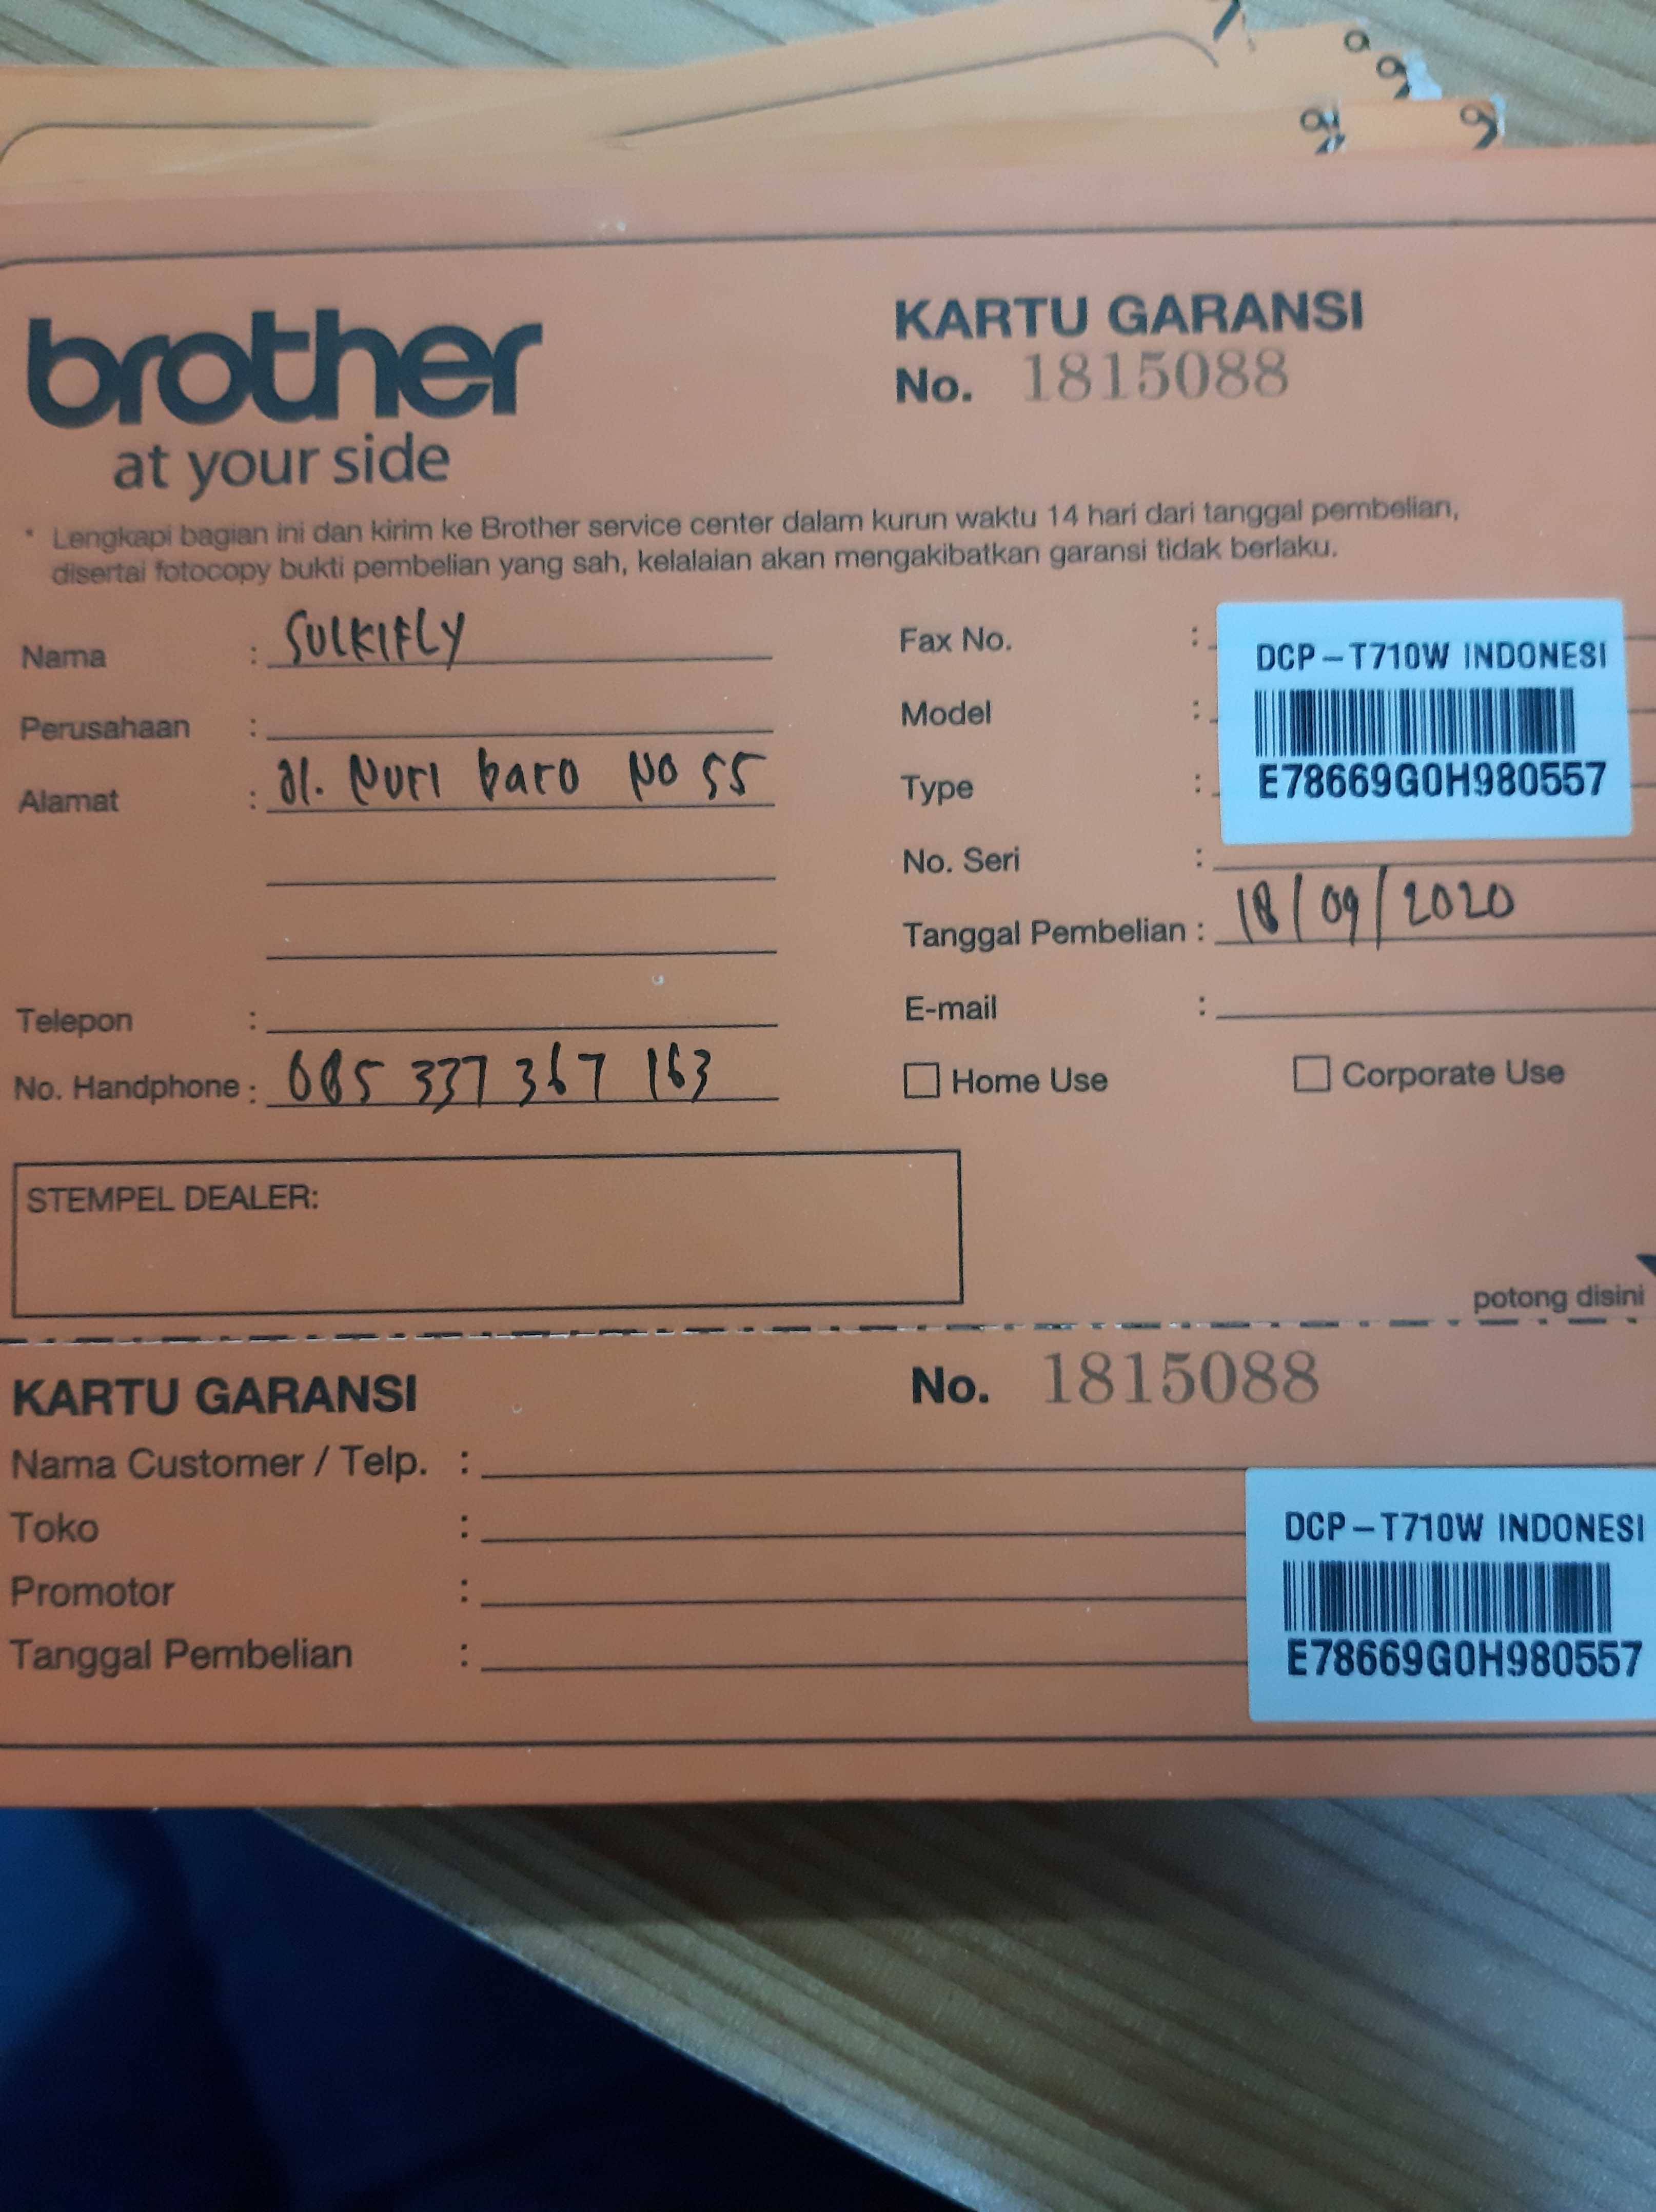 brother
at your side
KARTU GARANSI
No. 1815088
* Lengkapi bagian ini dan kirim ke Brother service center dalam kurun waktu 14 hari dari tanggal pembelian,
disertai fotocopy bukti pembelian yang sah, kelalaian akan mengakibatkan garansi tidak berlaku.
Nama : SULKIFLY
Perusahaan :
Alamat : Jl. Nuri baro No 55
Telepon :
No. Handphone : 085 337 367 163
Fax No. :
Model :
Type :
No. Seri :
DCP-T710W INDONESI
E78669G0H980557
Tanggal Pembelian : 18/09/2020
E-mail :
Home Use Corporate Use
STEMPEL DEALER:
potong disini
KARTU GARANSI No. 1815088
Nama Customer / Telp. :
Toko :
Promotor :
Tanggal Pembelian :
DCP-T710W INDONESI
E78669G0H980557